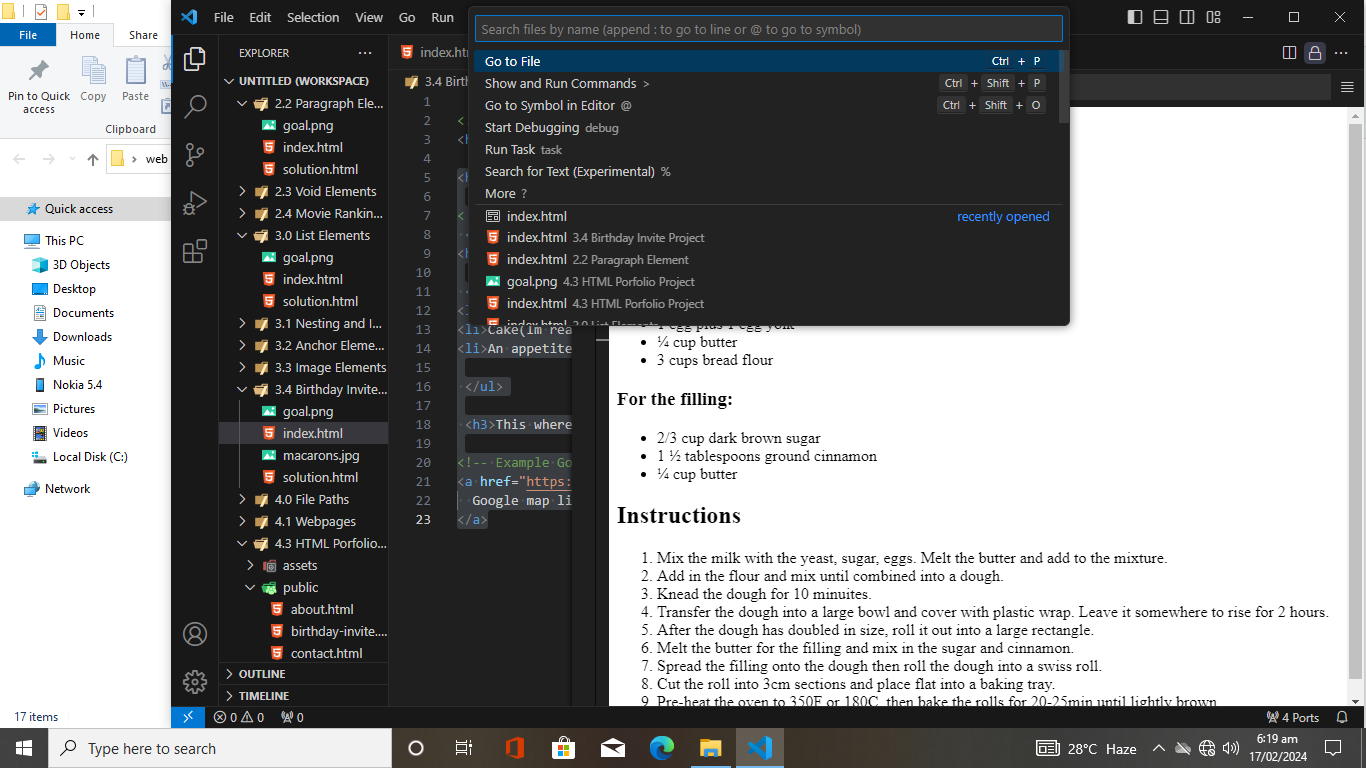 File Edit Selection View Go Run
Search files by name (append : to go to line or @ to go to symbol)
Go to File Ctrl + P
Show and Run Commands > Ctrl + Shift + P
Go to Symbol in Editor @ Ctrl + Shift + O
Start Debugging debug
Run Task task
Search for Text (Experimental) %
More ?
index.html recently opened
index.html 3.4 Birthday Invite Project
index.html 2.2 Paragraph Element
goal.png 4.3 HTML Porfolio Project
index.html 4.3 HTML Porfolio Project
File Home Share
Pin to Quick access
Copy
Paste
Clipboard
web
Quick access
This PC
3D Objects
Desktop
Documents
Downloads
Music
Nokia 5.4
Pictures
Videos
Local Disk (C:)
Network
17 items
EXPLORER
UNTITLED (WORKSPACE)
2.2 Paragraph Ele...
goal.png
index.html
solution.html
2.3 Void Elements
2.4 Movie Rankin...
3.0 List Elements
goal.png
index.html
solution.html
3.1 Nesting and I...
3.2 Anchor Eleme...
3.3 Image Elements
3.4 Birthday Invite...
goal.png
index.html
macarons.jpg
solution.html
4.0 File Paths
4.1 Webpages
4.3 HTML Porfolio...
assets
public
about.html
birthday-invite....
contact.html
OUTLINE
TIMELINE
index.ht
3.4 Birth
1
2 <
3 <h
4
5 <h
6
7 <
8
9 <h
10
11
12
13 <li>Cake(Im rea
14 <li>An appetite
15
16 </ul>
17
18 <h3>This where
19
20 <!-- Example Go
21 <a href="https:
22 Google map li
23 </a>
1 egg plus 1 egg yolk
¼ cup butter
3 cups bread flour
For the filling:
2/3 cup dark brown sugar
1 ½ tablespoons ground cinnamon
¼ cup butter
Instructions
1. Mix the milk with the yeast, sugar, eggs. Melt the butter and add to the mixture.
2. Add in the flour and mix until combined into a dough.
3. Knead the dough for 10 minuites.
4. Transfer the dough into a large bowl and cover with plastic wrap. Leave it somewhere to rise for 2 hours.
5. After the dough has doubled in size, roll it out into a large rectangle.
6. Melt the butter for the filling and mix in the sugar and cinnamon.
7. Spread the filling onto the dough then roll the dough into a swiss roll.
8. Cut the roll into 3cm sections and place flat into a baking tray.
9. Pre-heat the oven to 350F or 180C, then bake the rolls for 20-25min until lightly brown
0 0 0
4 Ports
Type here to search
28°C Haze
6:19 am
17/02/2024